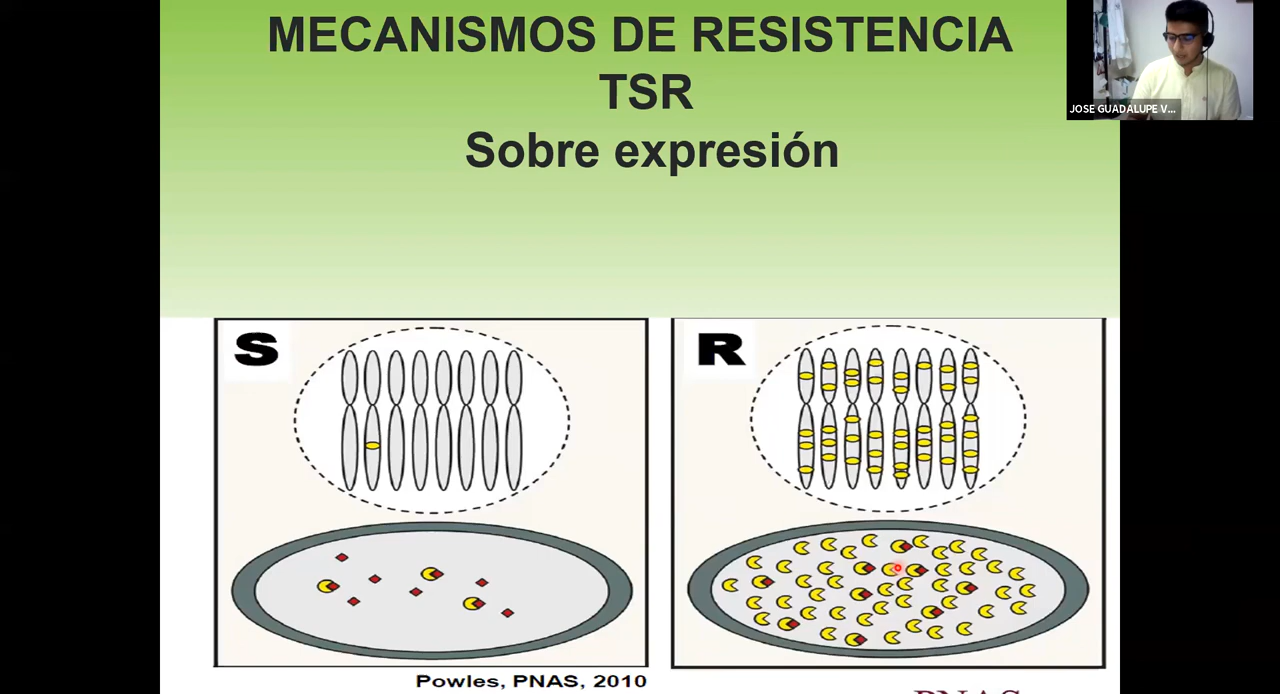 MECANISMOS DE RESISTENCIA
TSR
Sobre expresión
JOSE GUADALUPE V...
S
R
Powles, PNAS, 2010
PNAS